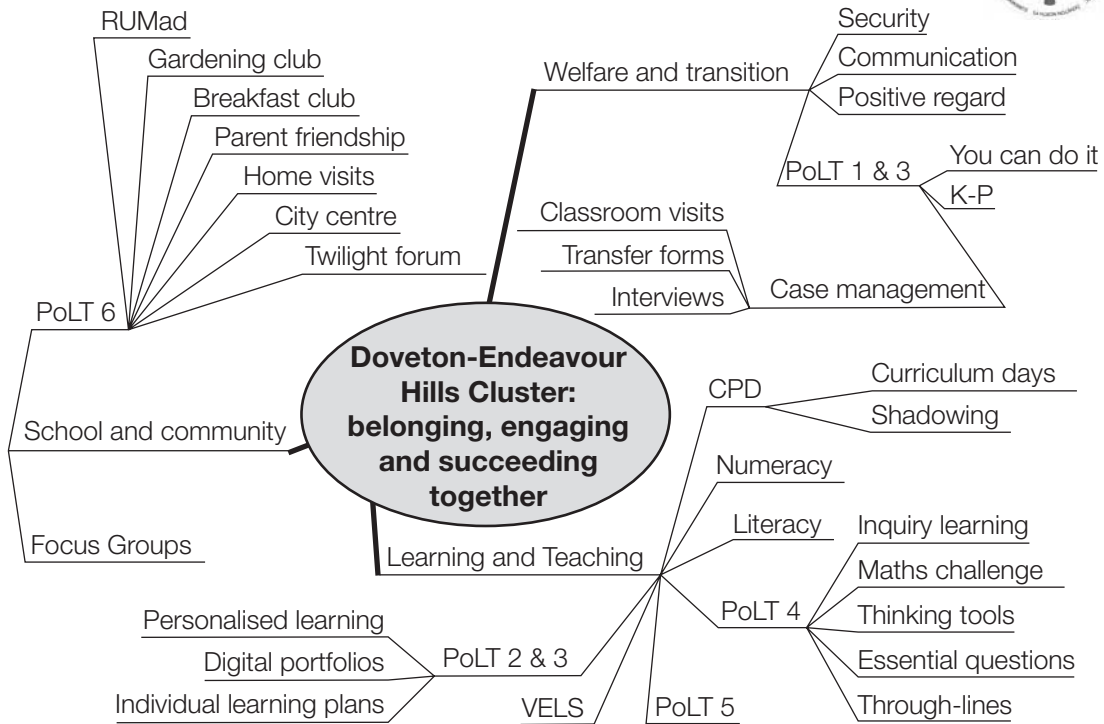 RUMad
Gardening club
Breakfast club
Parent friendship
Home visits
City centre
Twilight forum
PoLT 6
School and community
Focus Groups
Welfare and transition
Security
Communication
Positive regard
PoLT 1 & 3
You can do it
K-P
Case management
Classroom visits
Transfer forms
Interviews
Doveton-Endeavour
Hills Cluster:
belonging, engaging
and succeeding
together
Learning and Teaching
CPD
Curriculum days
Shadowing
Numeracy
Literacy
PoLT 4
Inquiry learning
Maths challenge
Thinking tools
Essential questions
Through-lines
PoLT 5
VELS
PoLT 2 & 3
Personalised learning
Digital portfolios
Individual learning plans